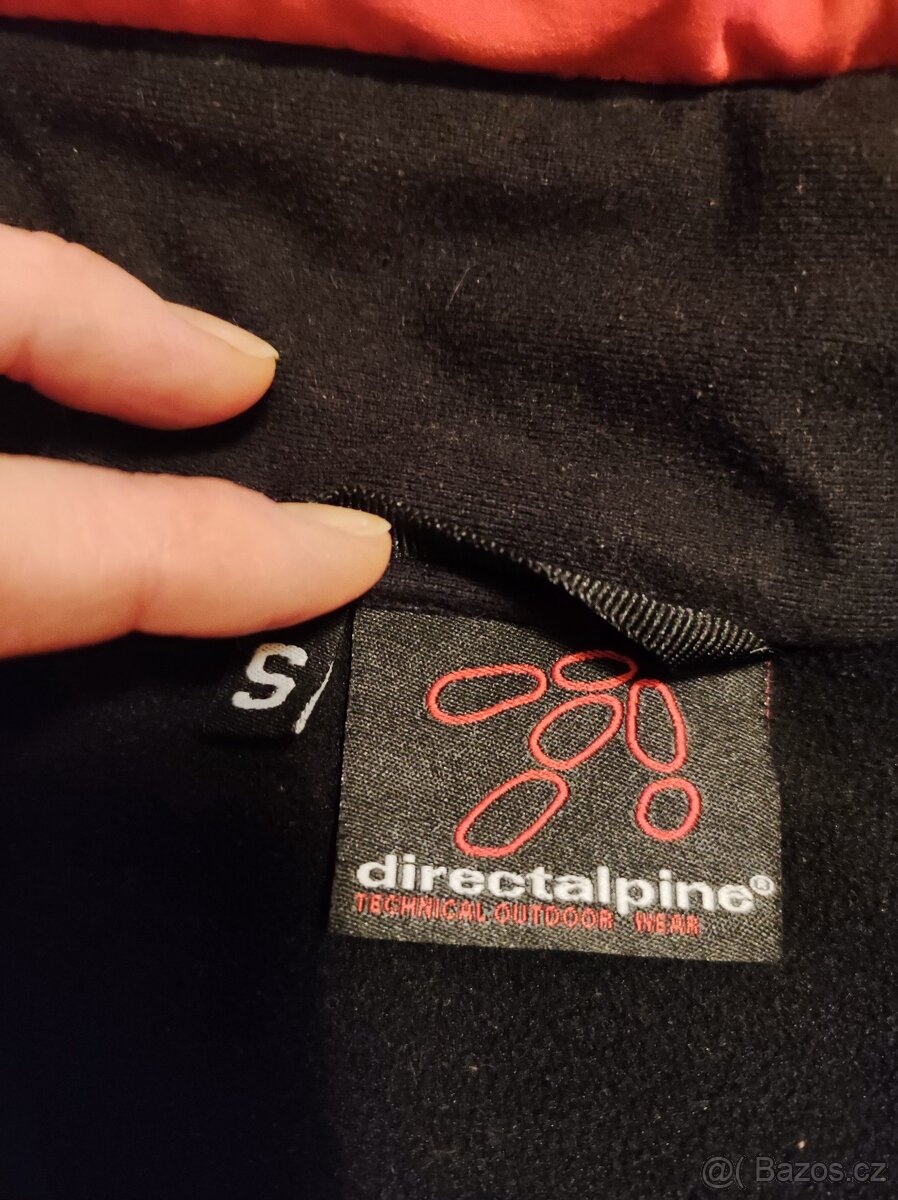 S
directalpine®
TECHNICAL OUTDOOR WEAR
@( Bazos.cz